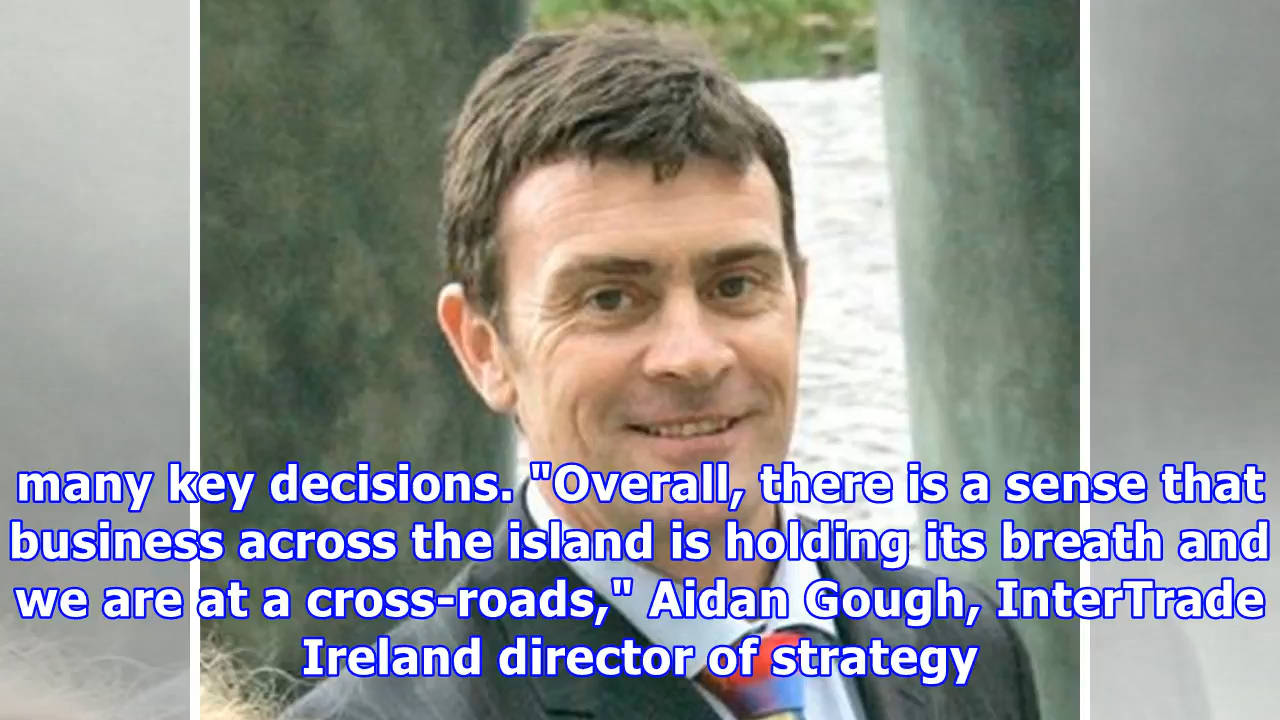 many key decisions. "Overall, there is a sense that
business across the island is holding its breath and
we are at a cross-roads," Aidan Gough, InterTrade
Ireland director of strategy